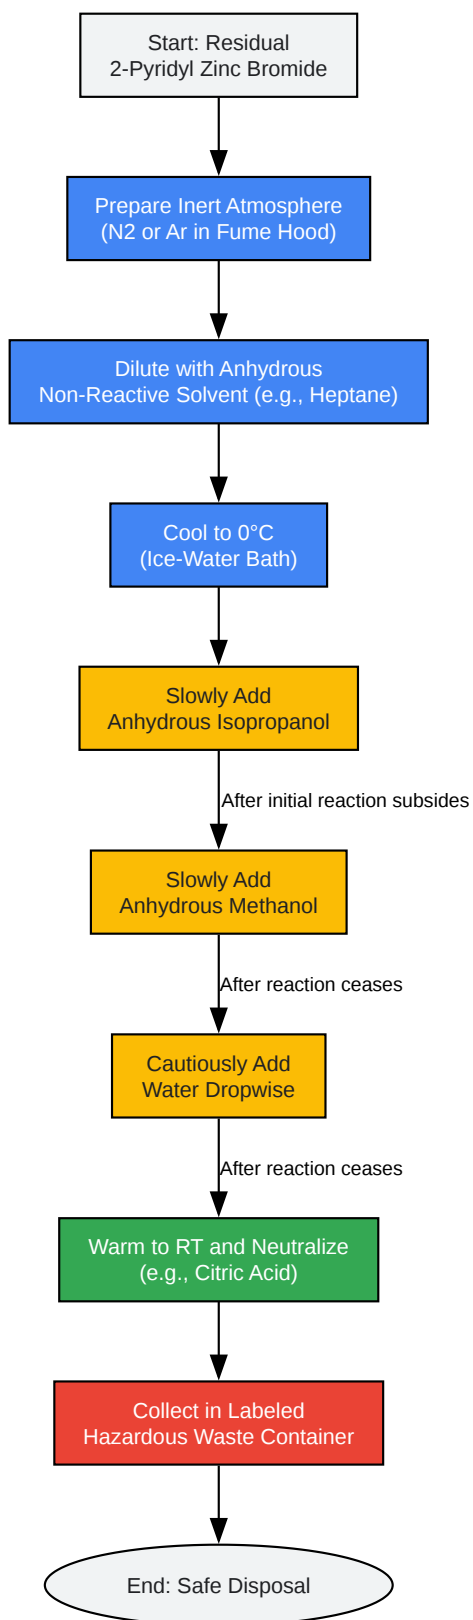 Start: Residual
2-Pyridyl Zinc Bromide
Prepare Inert Atmosphere
(N2 or Ar in Fume Hood)
Dilute with Anhydrous
Non-Reactive Solvent (e.g., Heptane)
Cool to 0°C
(Ice-Water Bath)
Slowly Add
Anhydrous Isopropanol
After initial reaction subsides
Slowly Add
Anhydrous Methanol
After reaction ceases
Cautiously Add
Water Dropwise
After reaction ceases
Warm to RT and Neutralize
(e.g., Citric Acid)
Collect in Labeled
Hazardous Waste Container
End: Safe Disposal